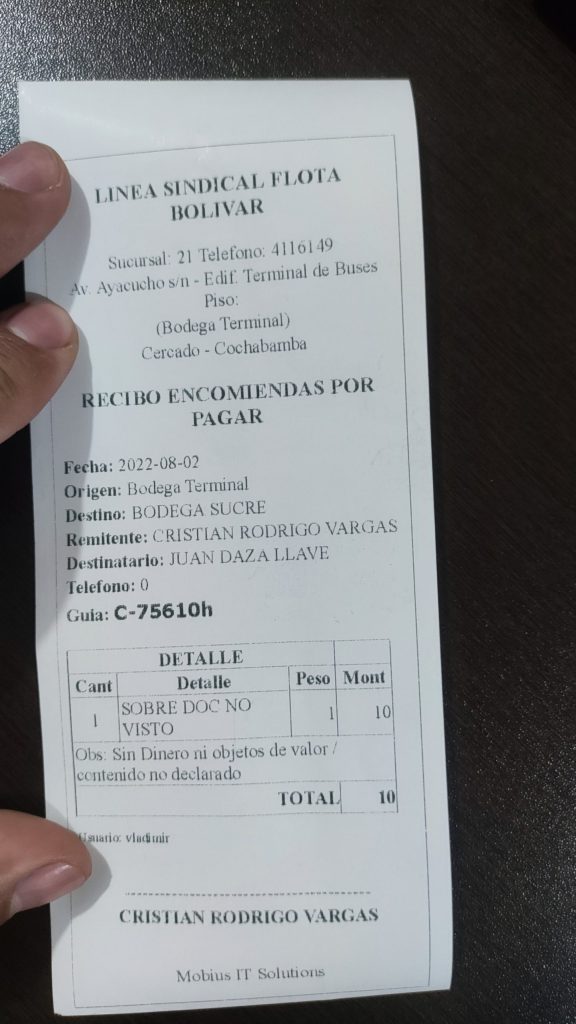 LINEA SINDICAL FLOTA
BOLIVAR
Sucursal: 21 Telefono: 4116149
Av. Ayacucho s/n - Edif. Terminal de Buses
Piso:
(Bodega Terminal)
Cercado - Cochabamba
RECIBO ENCOMIENDAS POR
PAGAR
Fecha: 2022-08-02
Origen: Bodega Terminal
Destino: BODEGA SUCRE
Remitente: CRISTIAN RODRIGO VARGAS
Destinatario: JUAN DAZA LLAVE
Telefono: 0
Guia: C-75610h
DETALLE
Cant Detalle Peso Mont
1 SOBRE DOC NO VISTO 1 10
Obs: Sin Dinero ni objetos de valor /
contenido no declarado
TOTAL 10
Usuario: vladimir
CRISTIAN RODRIGO VARGAS
Mobius IT Solutions